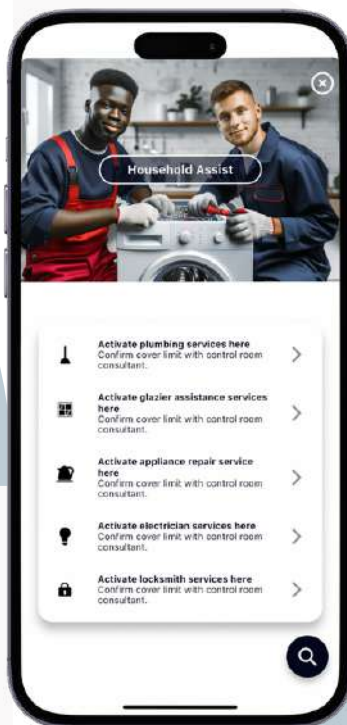 Household Assist
Activate plumbing services here
Confirm cover limit with control room
consultant.
Activate glazier assistance services
here
Confirm cover limit with control room
consultant.
Activate appliance repair service
here
Confirm cover limit with control room
consultant.
Activate electrician services here
Confirm cover limit with control room
consultant.
Activate locksmith services here
Confirm cover limit with control room
consultant.